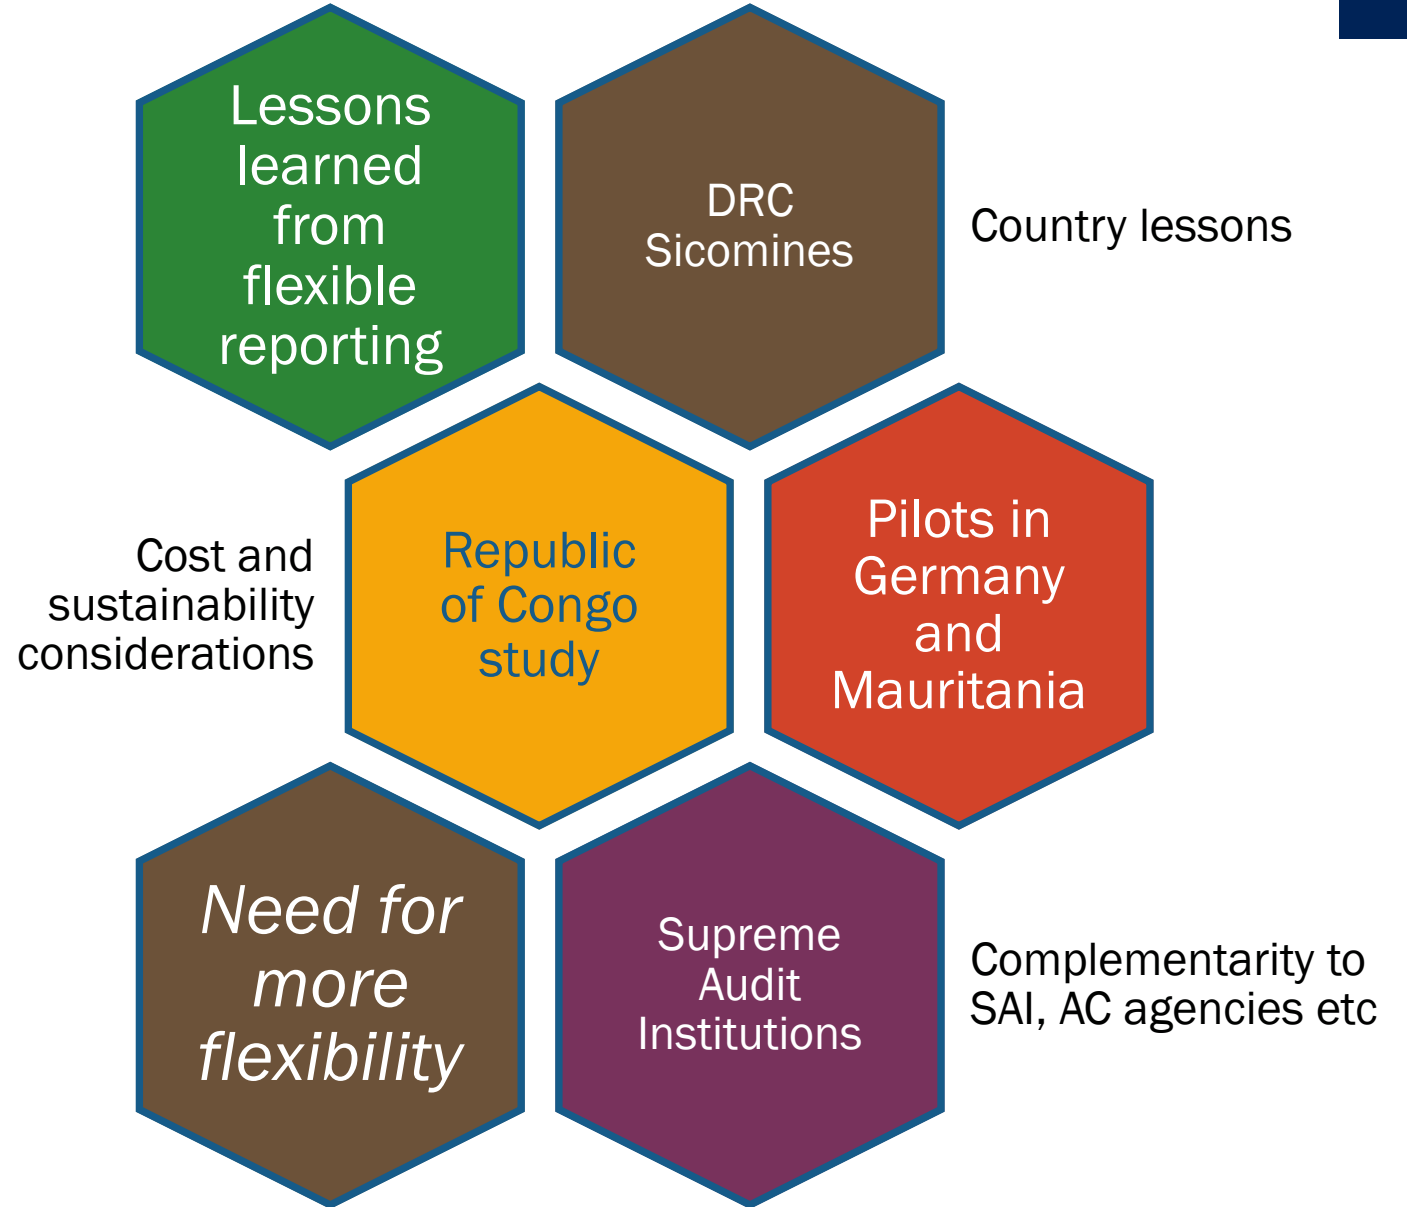 Lessons
learned
from
flexible
reporting
DRC
Sicomines
Country lessons
Cost and
sustainability
considerations
Republic
of Congo
study
Pilots in
Germany
and
Mauritania
Need for
more
flexibility
Supreme
Audit
Institutions
Complementarity to
SAI, AC agencies etc